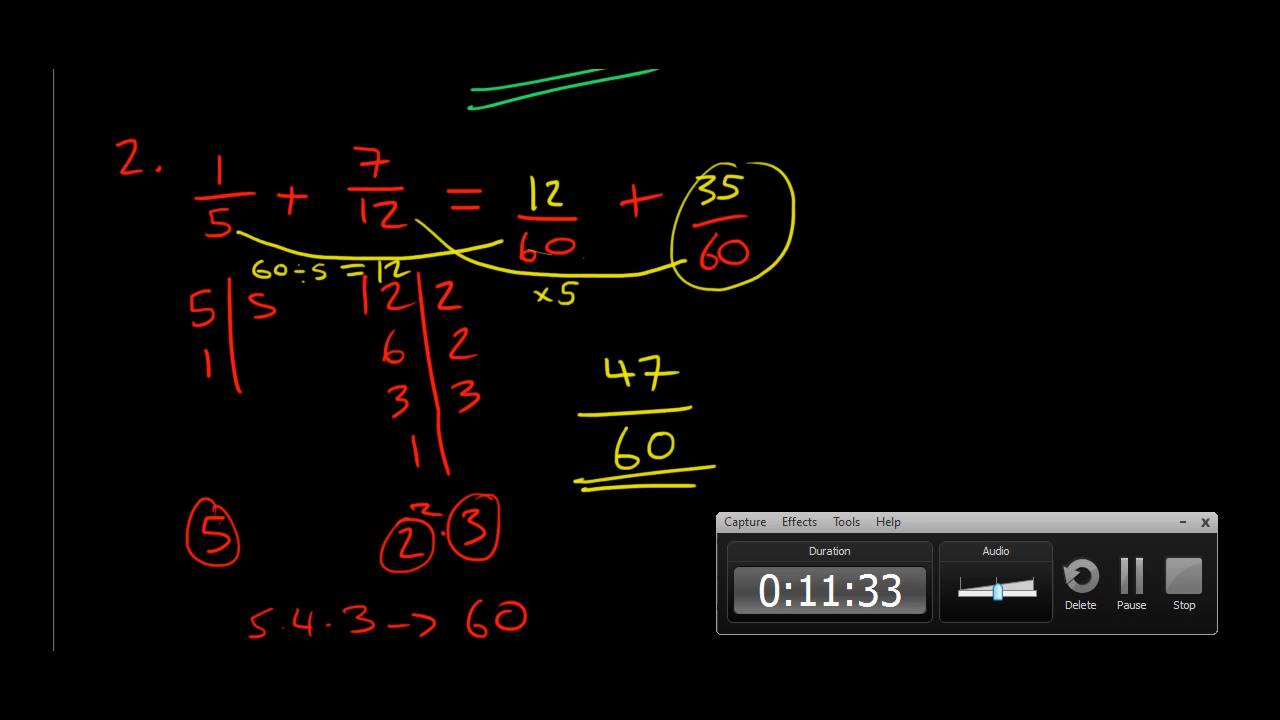 2. 1/5 + 7/12 = 12/60 + 35/60
60÷5 = 12
×5
5 | 5
1 |
12 | 2
6 | 2
3 | 3
1 |
47/60
5
2² · 3
5.4.3 -> 60
Capture Effects Tools Help
Duration
0:11:33
Audio
Delete Pause Stop